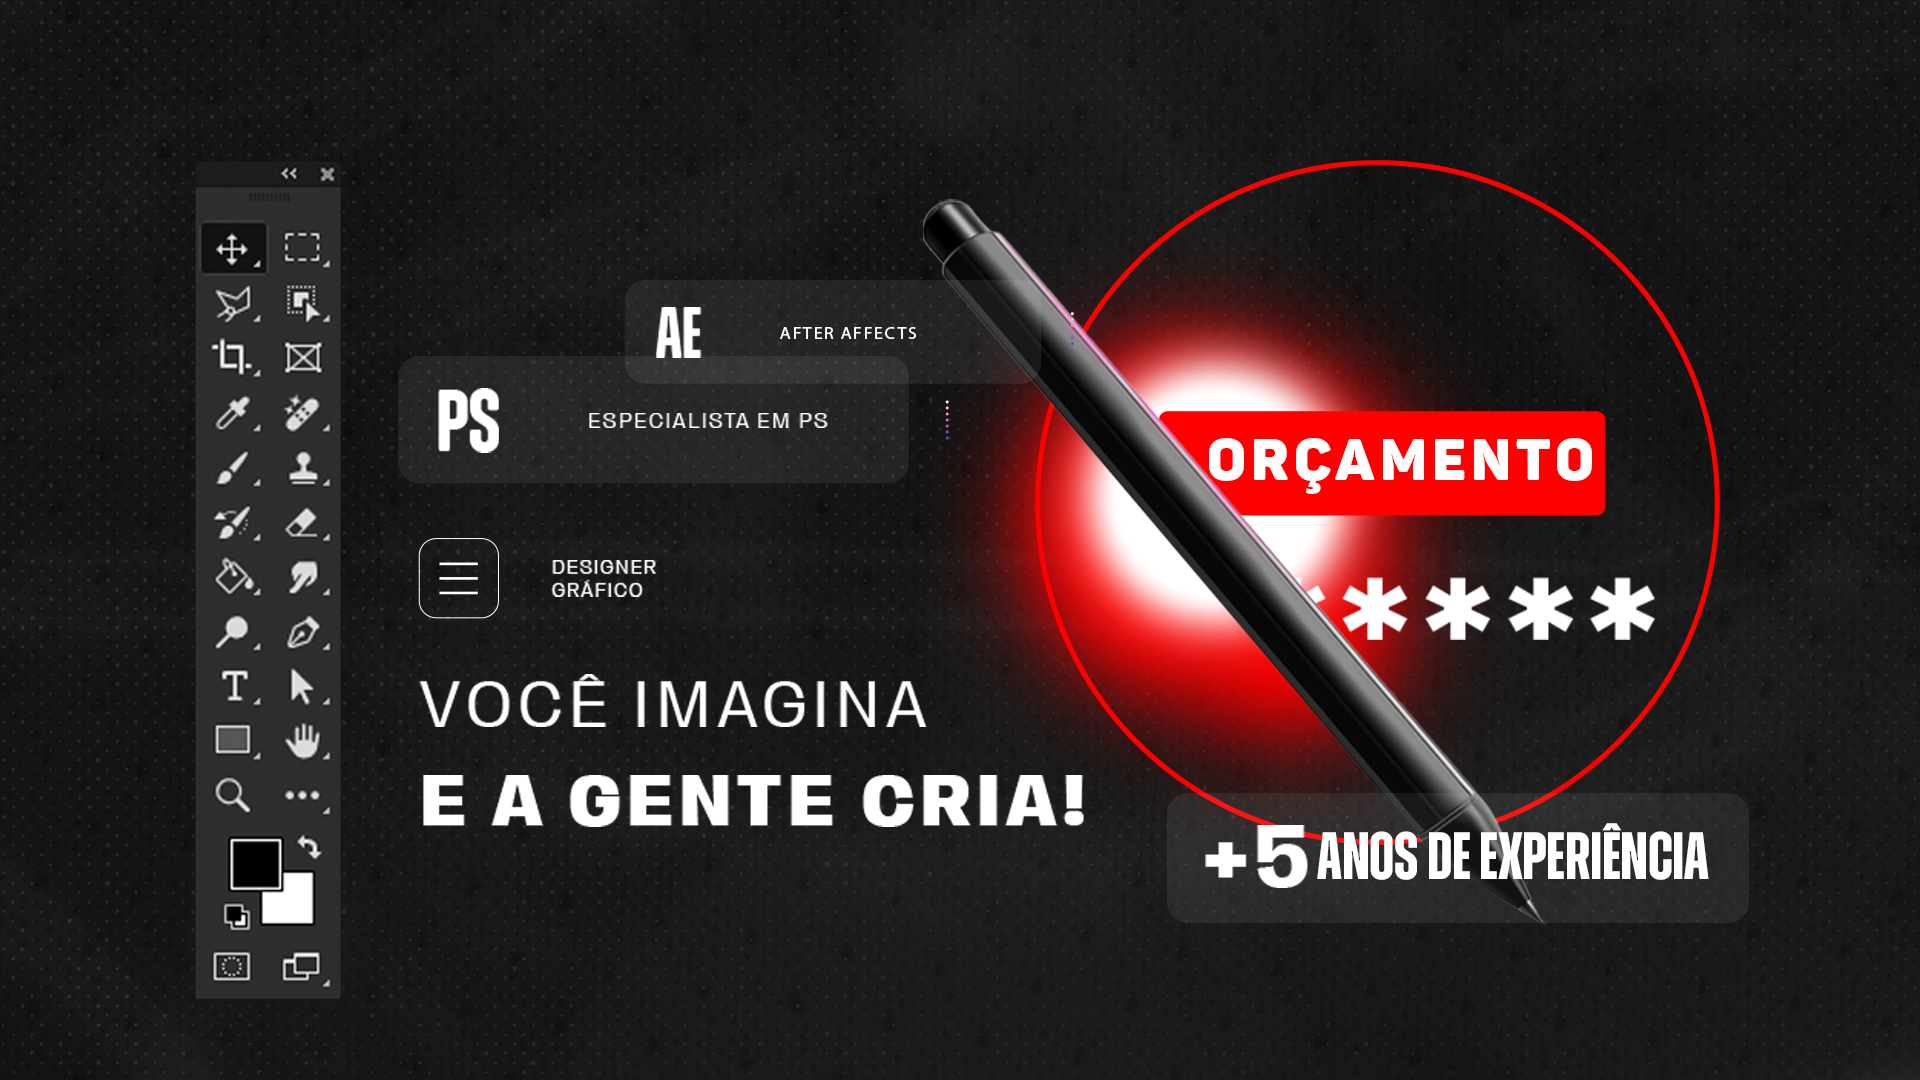 AE
AFTER AFFECTS
PS
ESPECIALISTA EM PS
ORÇAMENTO
*****
DESIGNER
GRÁFICO
VOCÊ IMAGINA
E A GENTE CRIA!
+5 ANOS DE EXPERIÊNCIA